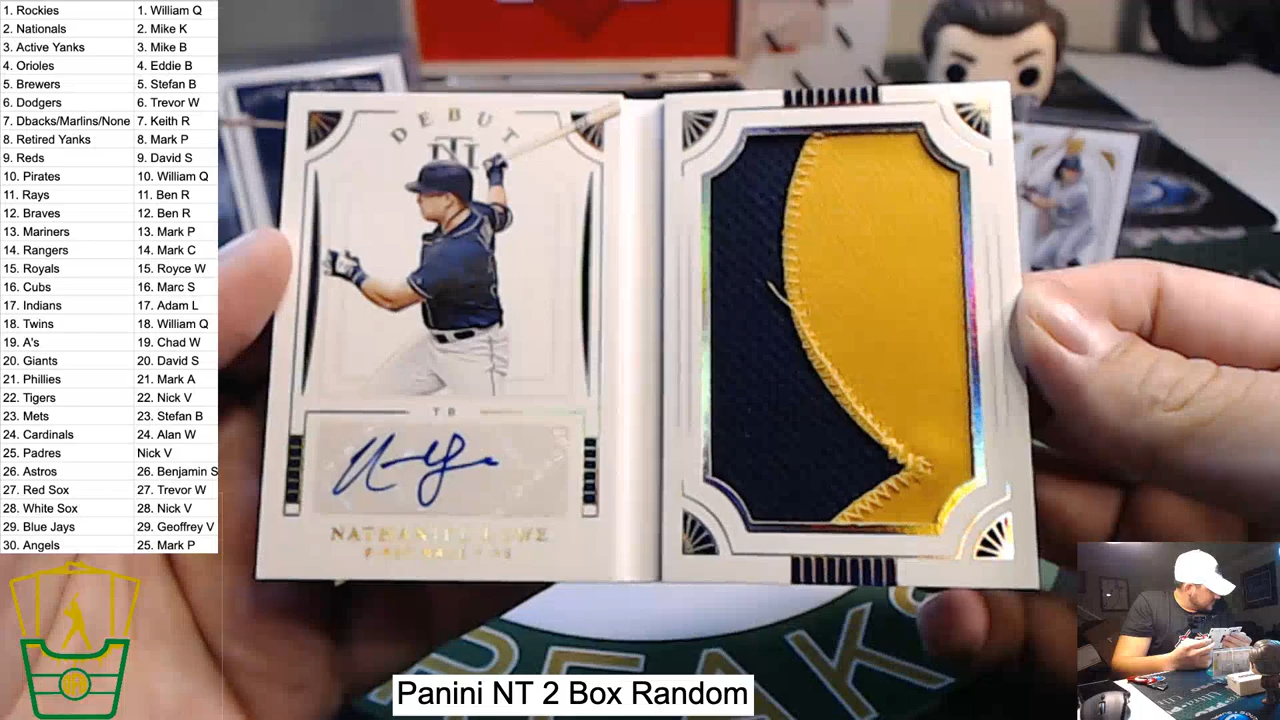 1. Rockies 1. William Q
2. Nationals 2. Mike K
3. Active Yanks 3. Mike B
4. Orioles 4. Eddie B
5. Brewers 5. Stefan B
6. Dodgers 6. Trevor W
7. Dbacks/Marlins/None 7. Keith R
8. Retired Yanks 8. Mark P
9. Reds 9. David S
10. Pirates 10. William Q
11. Rays 11. Ben R
12. Braves 12. Ben R
13. Mariners 13. Mark P
14. Rangers 14. Mark C
15. Royals 15. Royce W
16. Cubs 16. Marc S
17. Indians 17. Adam L
18. Twins 18. William Q
19. A's 19. Chad W
20. Giants 20. David S
21. Phillies 21. Mark A
22. Tigers 22. Nick V
23. Mets 23. Stefan B
24. Cardinals 24. Alan W
25. Padres Nick V
26. Astros 26. Benjamin S
27. Red Sox 27. Trevor W
28. White Sox 28. Nick V
29. Blue Jays 29. Geoffrey V
30. Angels 25. Mark P
DEBUT
NT
TB
NATHANIEL LOWE
Panini NT 2 Box Random